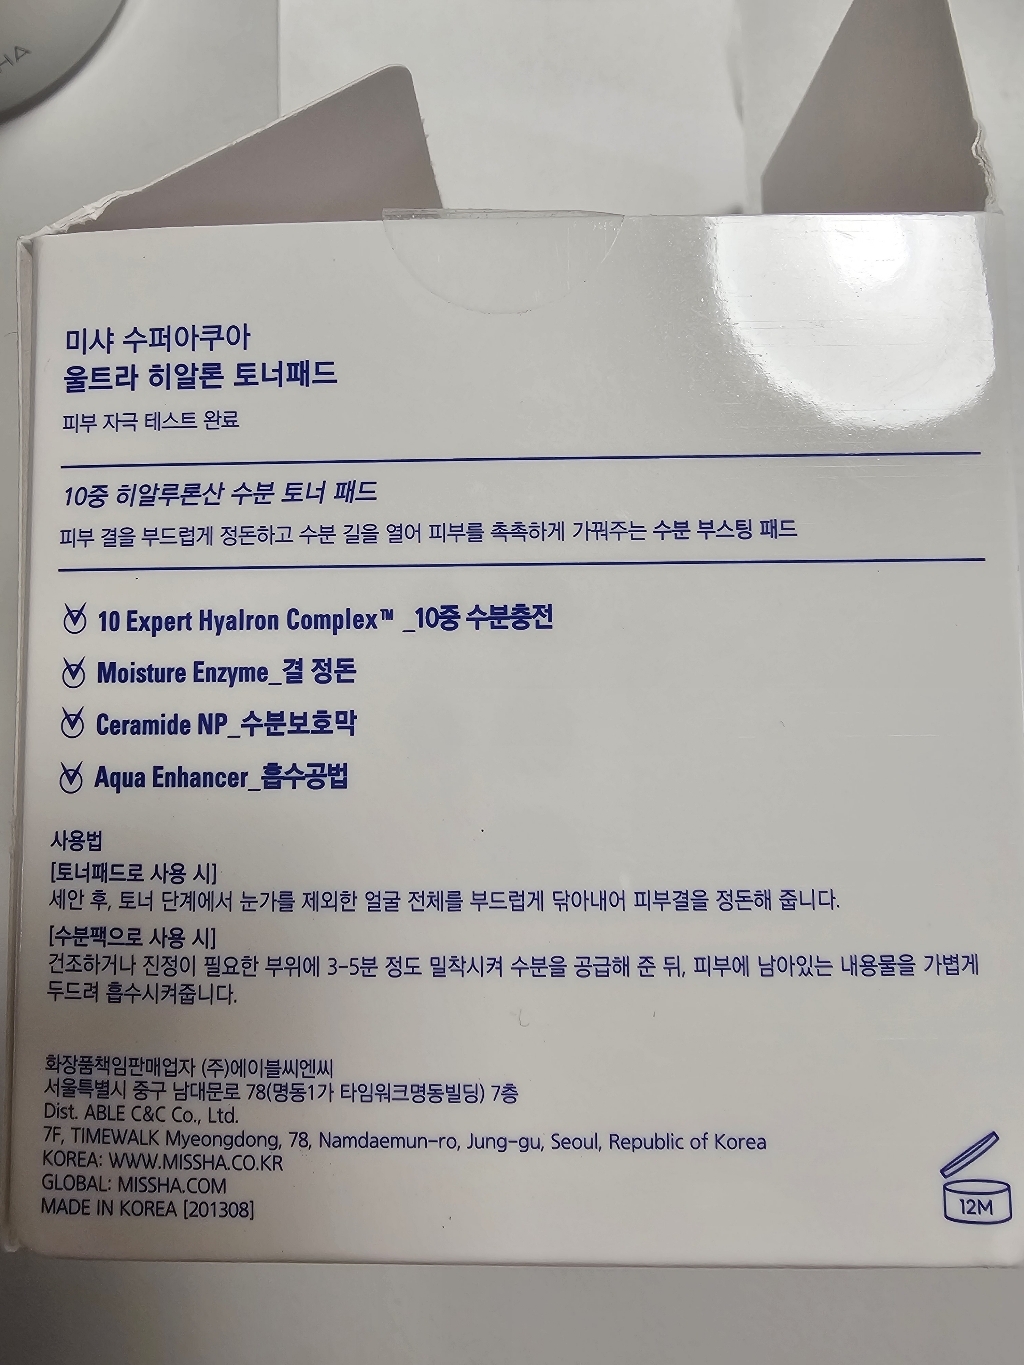 미샤 수퍼아쿠아
울트라 히알론 토너패드
피부 자극 테스트 완료
10중 히알루론산 수분 토너 패드
피부 결을 부드럽게 정돈하고 수분 길을 열어 피부를 촉촉하게 가꿔주는 수분 부스팅 패드
10 Expert Hyalron Complex™ _10중 수분충전
Moisture Enzyme_결 정돈
Ceramide NP_수분보호막
Aqua Enhancer_흡수공법
사용법
[토너패드로 사용 시]
세안 후, 토너 단계에서 눈가를 제외한 얼굴 전체를 부드럽게 닦아내어 피부결을 정돈해 줍니다.
[수분팩으로 사용 시]
건조하거나 진정이 필요한 부위에 3-5분 정도 밀착시켜 수분을 공급해 준 뒤, 피부에 남아있는 내용물을 가볍게
두드려 흡수시켜줍니다.
화장품책임판매업자 (주)에이블씨엔씨
서울특별시 중구 남대문로 78(명동1가 타임워크명동빌딩) 7층
Dist. ABLE C&C Co., Ltd.
7F, TIMEWALK Myeongdong, 78, Namdaemun-ro, Jung-gu, Seoul, Republic of Korea
KOREA: WWW.MISSHA.CO.KR
GLOBAL: MISSHA.COM
MADE IN KOREA [201308]
12M